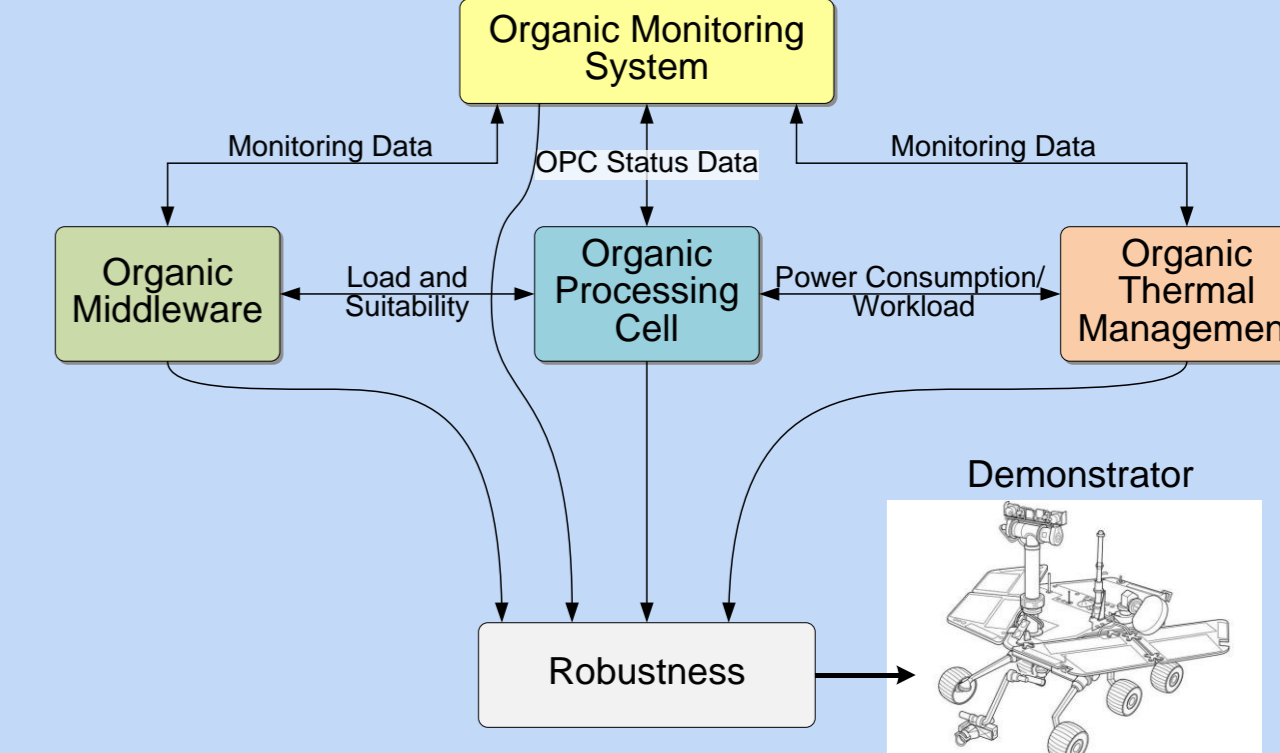 Organic Monitoring
System
Monitoring Data
OPC Status Data
Monitoring Data
Organic
Middleware
Load and
Suitability
Organic
Processing
Cell
Power Consumption/
Workload
Organic
Thermal
Managemen
Demonstrator
Robustness